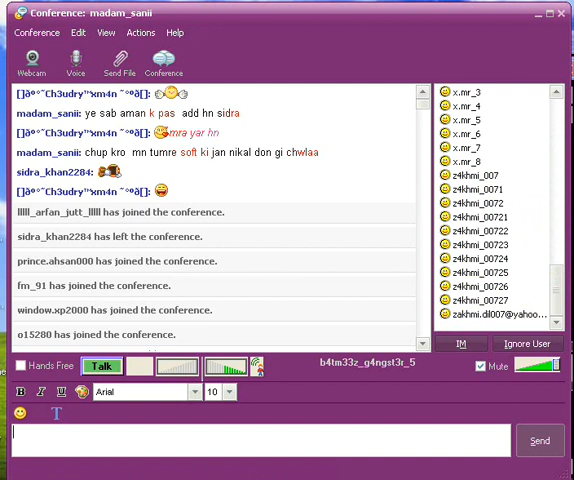 Conference: madam_sanii
Conference Edit View Actions Help
Webcam Voice Send File Conference
madam_sanii: ye sab aman k pas add hn sidra
mra yar hn
madam_sanii: chup kro mn tumre soft ki jan nikal don gi chwlaa
sidra_khan2284:
lllll_arfan_jutt_lllll has joined the conference.
sidra_khan2284 has left the conference.
prince.ahsan000 has joined the conference.
fm_91 has joined the conference.
window.xp2000 has joined the conference.
o15280 has joined the conference.
x.mr_3
x.mr_4
x.mr_5
x.mr_6
x.mr_7
x.mr_8
z4khmi_007
z4khmi_0071
z4khmi_0072
z4khmi_00721
z4khmi_00722
z4khmi_00723
z4khmi_00724
z4khmi_00725
z4khmi_00726
z4khmi_00727
zakhmi.dil007@yahoo...
IM Ignore User
Hands Free Talk b4tm33z_g4ngst3r_5 Mute
B I U Arial 10
T
Send